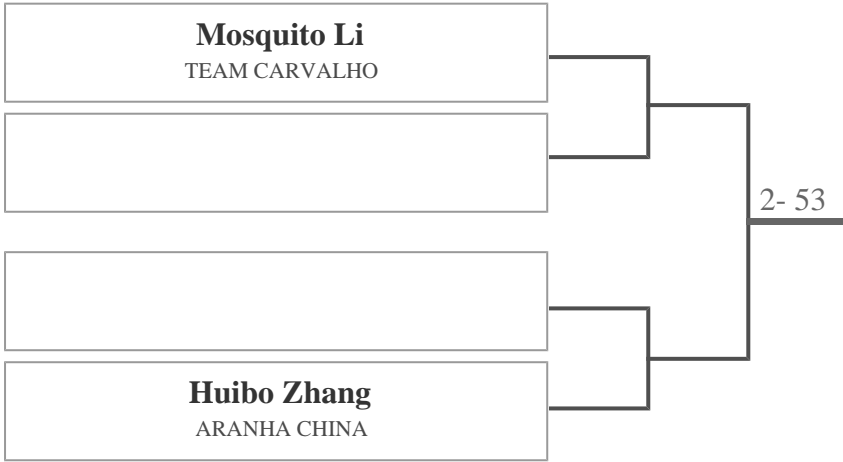 Mosquito Li
TEAM CARVALHO
2- 53
Huibo Zhang
ARANHA CHINA